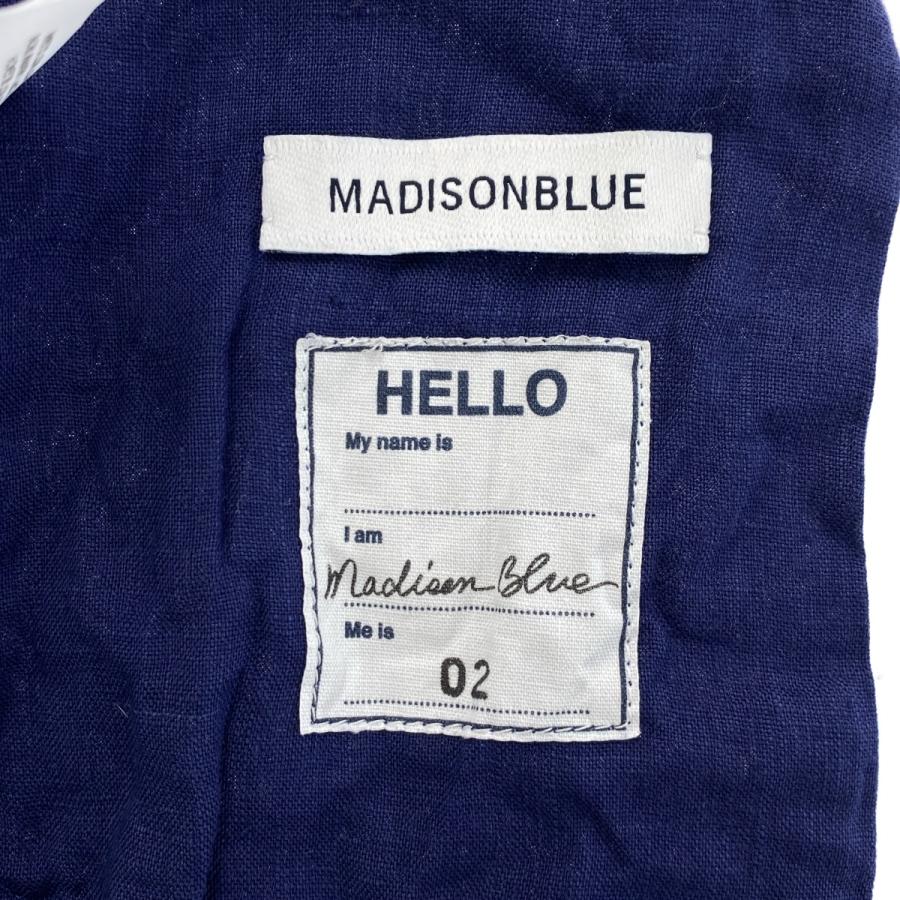 MADISONBLUE
HELLO
My name is
I am
Madison Blue
Me is
02